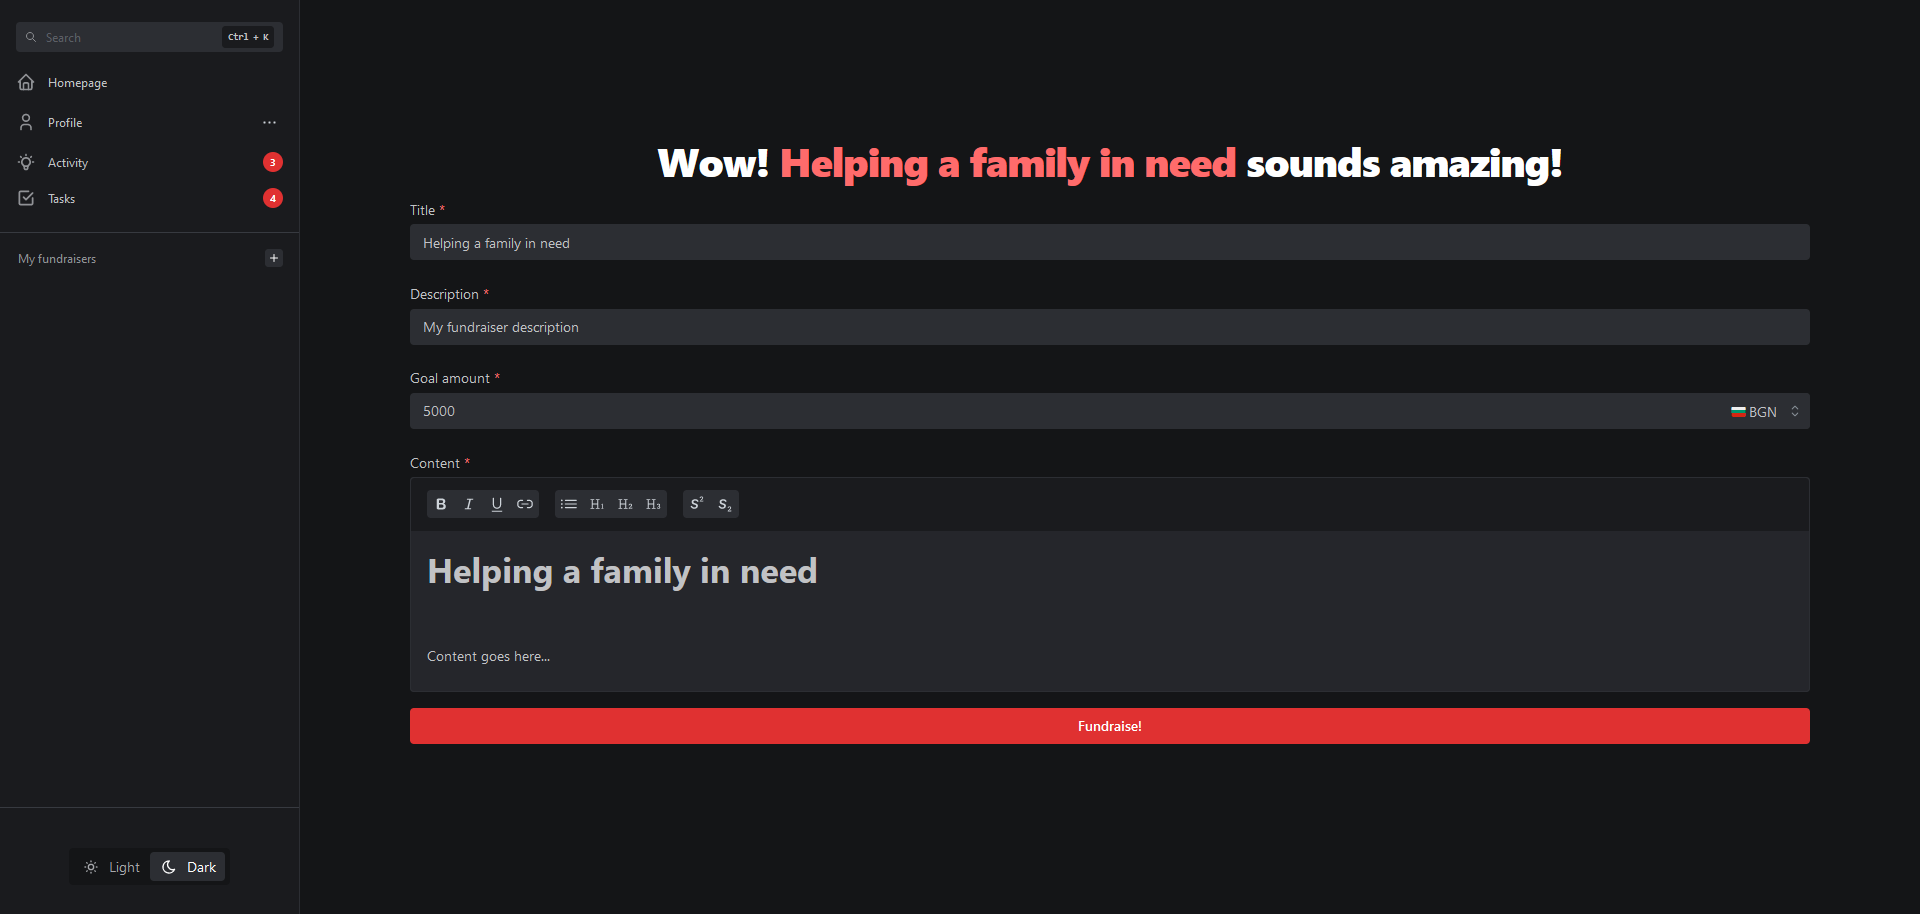 Search Ctrl + K
Homepage
Profile
Activity 3
Tasks 4
My fundraisers
Light Dark
Wow! Helping a family in need sounds amazing!
Title *
Helping a family in need
Description *
My fundraiser description
Goal amount *
5000 BGN
Content *
B I U H1 H2 H3 S² S₂
Helping a family in need
Content goes here...
Fundraise!